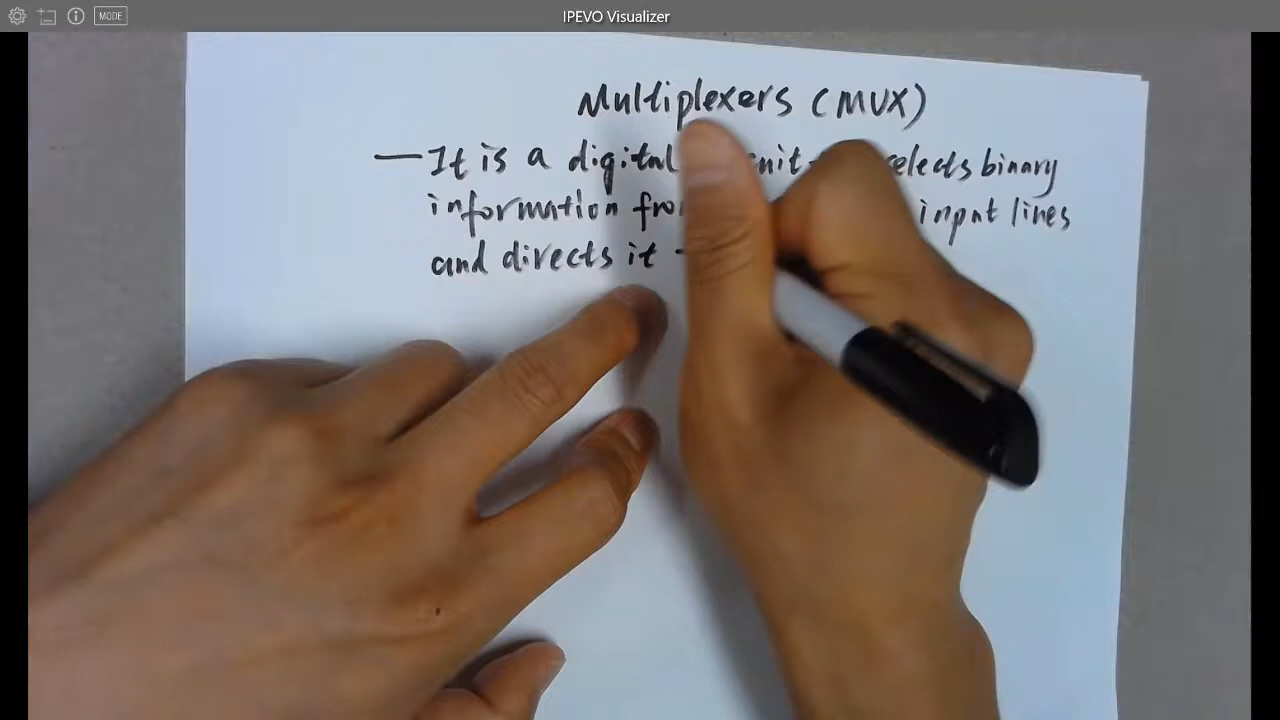 MODE
IPEVO Visualizer
Multiplexers (MUX)
— It is a digital selects binary
information input lines
and directs it